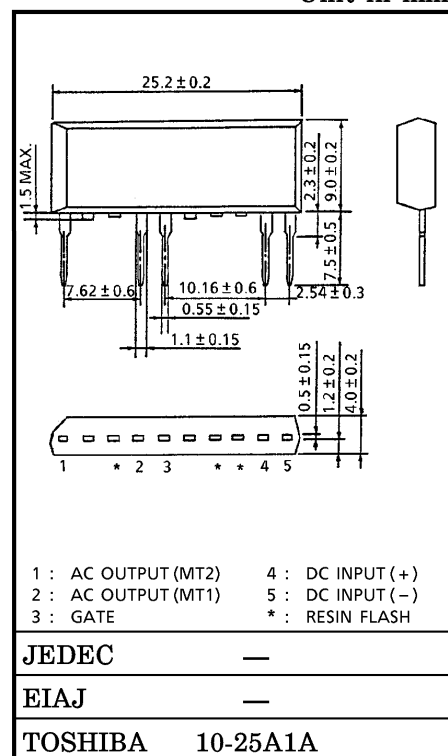 25.2±0.2
1.5 MAX.
2.3±0.2
9.0±0.2
7.5±0.5
7.62±0.6
10.16±0.6
2.54±0.3
0.55±0.15
1.1±0.15
0.5±0.15
1.2±0.2
4.0±0.2
1 * 2 3 * * 4 5
1 : AC OUTPUT (MT2) 4 : DC INPUT (+)
2 : AC OUTPUT (MT1) 5 : DC INPUT (−)
3 : GATE * : RESIN FLASH
JEDEC —
EIAJ —
TOSHIBA 10-25A1A